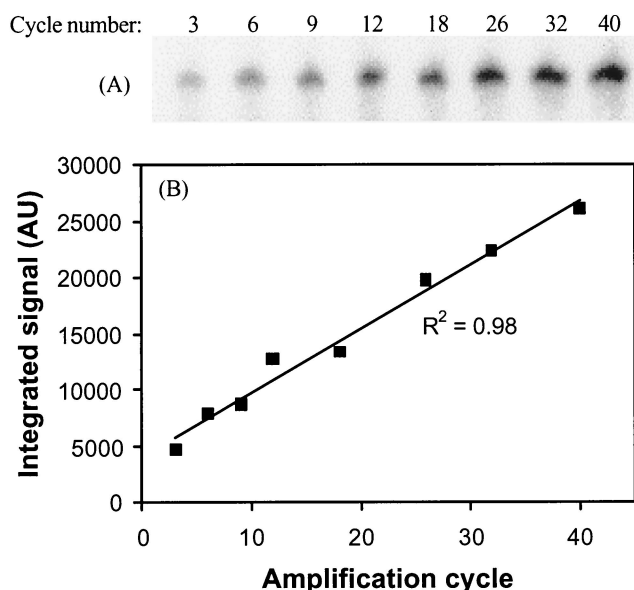 Cycle number: 3 6 9 12 18 26 32 40
(A)
30000
(B)
25000
20000
15000
10000
5000
0
R² = 0.98
Integrated signal (AU)
0 10 20 30 40
Amplification cycle